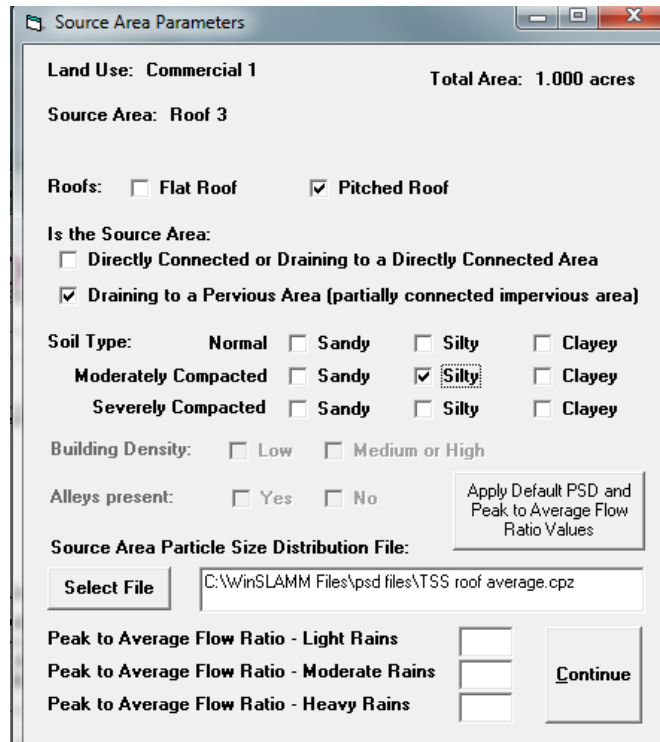 Source Area Parameters
Land Use: Commercial 1
Total Area: 1.000 acres
Source Area: Roof 3
Roofs: Flat Roof Pitched Roof
Is the Source Area:
Directly Connected or Draining to a Directly Connected Area
Draining to a Pervious Area (partially connected impervious area)
Soil Type: Normal Sandy Silty Clayey
Moderately Compacted Sandy Silty Clayey
Severely Compacted Sandy Silty Clayey
Building Density: Low Medium or High
Alleys present: Yes No
Apply Default PSD and
Peak to Average Flow
Ratio Values
Source Area Particle Size Distribution File:
Select File
C:\WinSLAMM Files\psd files\TSS roof average.cpz
Peak to Average Flow Ratio - Light Rains
Peak to Average Flow Ratio - Moderate Rains
Peak to Average Flow Ratio - Heavy Rains
Continue